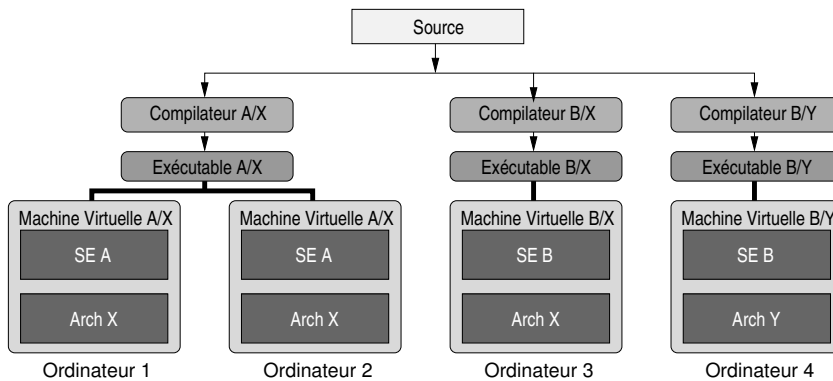 Source
Compilateur A/X
Compilateur B/X
Compilateur B/Y
Exécutable A/X
Exécutable B/X
Exécutable B/Y
Machine Virtuelle A/X
Machine Virtuelle A/X
Machine Virtuelle B/X
Machine Virtuelle B/Y
SE A
SE A
SE B
SE B
Arch X
Arch X
Arch X
Arch Y
Ordinateur 1
Ordinateur 2
Ordinateur 3
Ordinateur 4